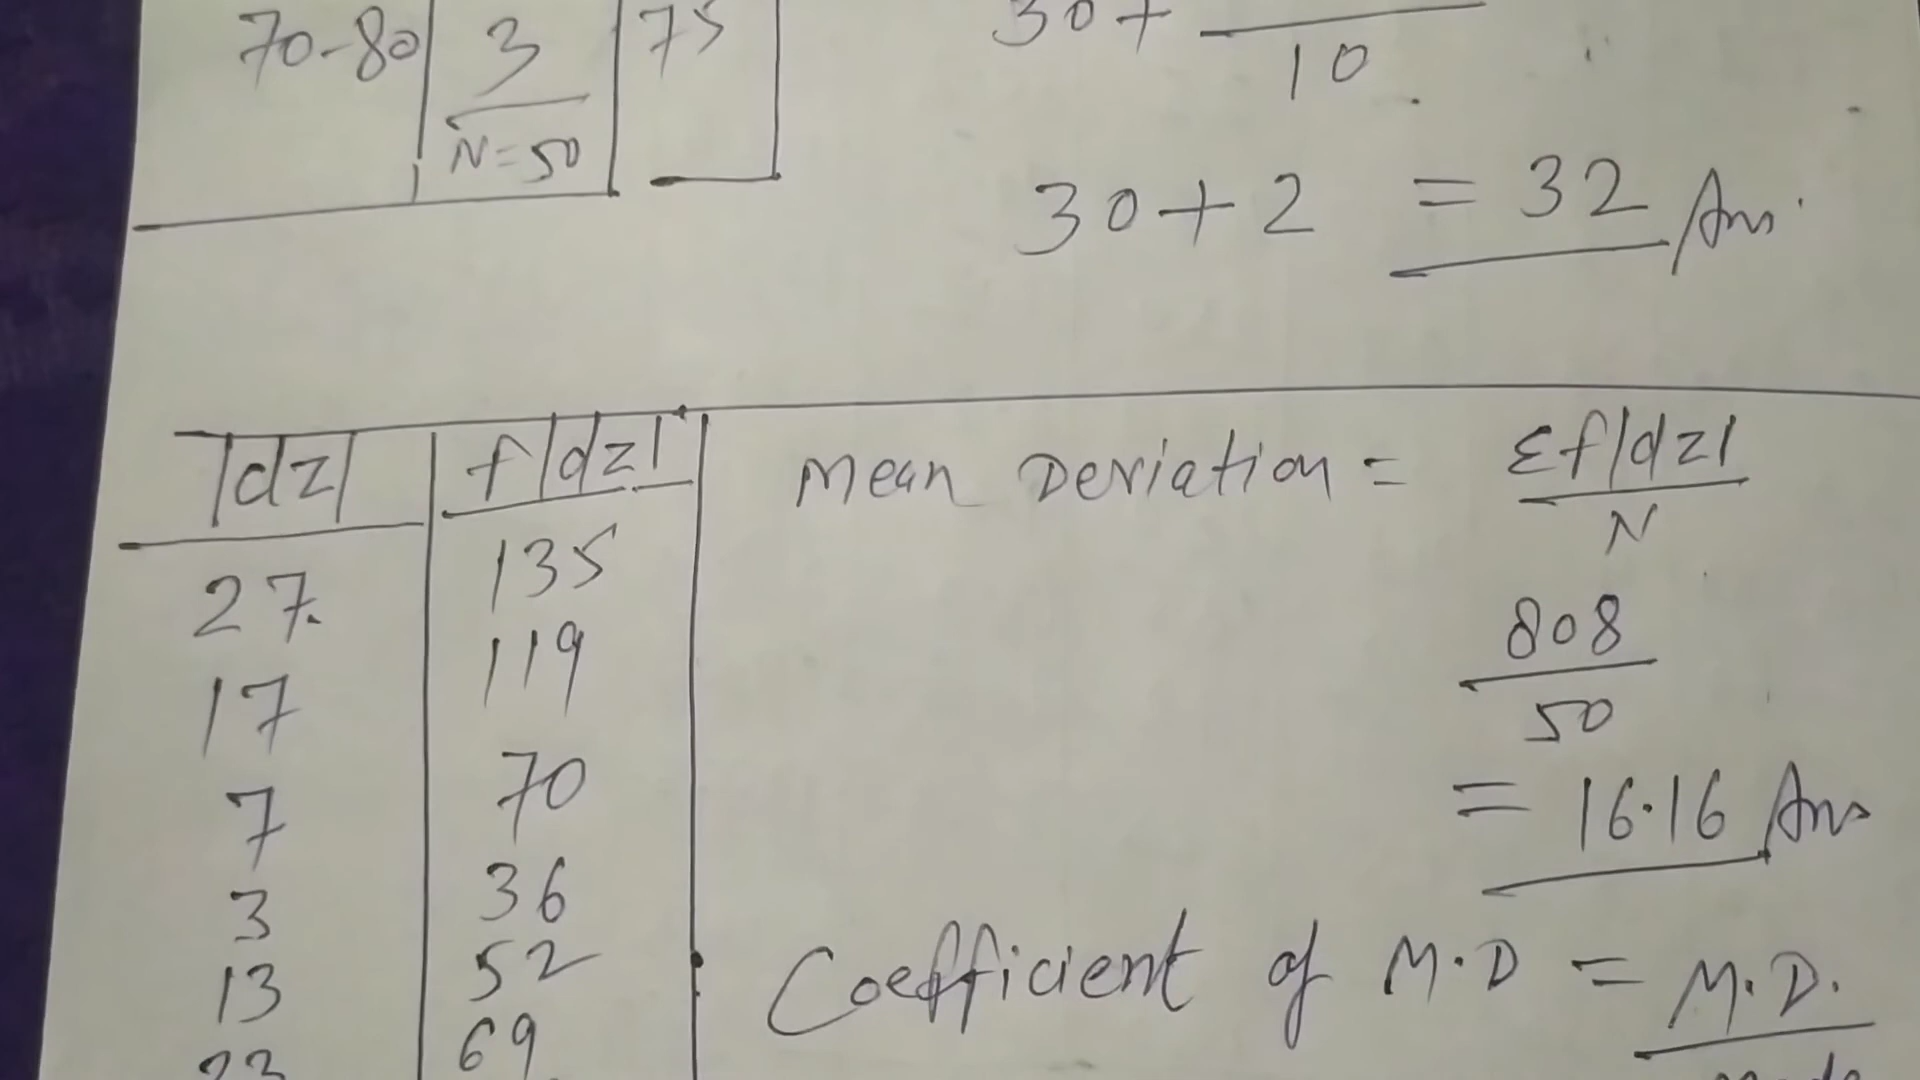 70-80 3 75
N=50
30+
10
30+2 = 32 Ans.
|dz| f|dz|
27. 135
17 119
7 70
3 36
13 52
23 69
Mean Deviation = Σf|dz|
N
808
50
= 16.16 Ans
Coefficient of M.D = M.D.